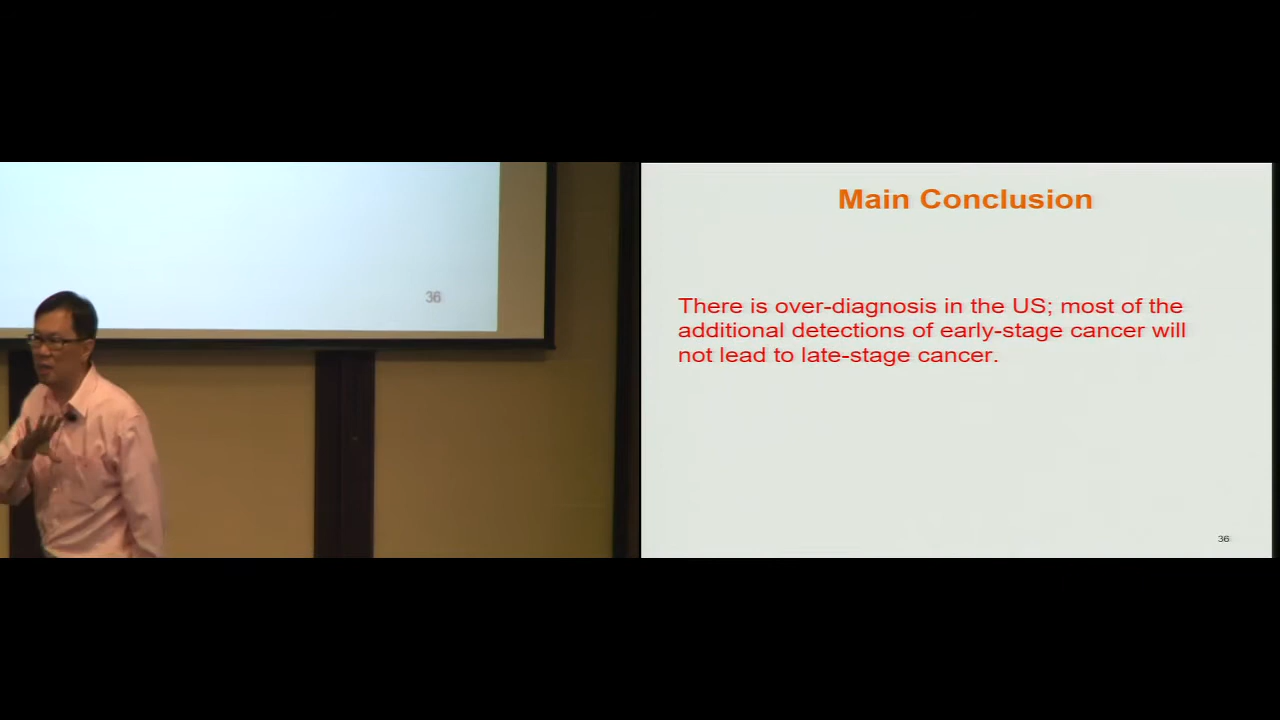 36
Main Conclusion
There is over-diagnosis in the US; most of the
additional detections of early-stage cancer will
not lead to late-stage cancer.
36